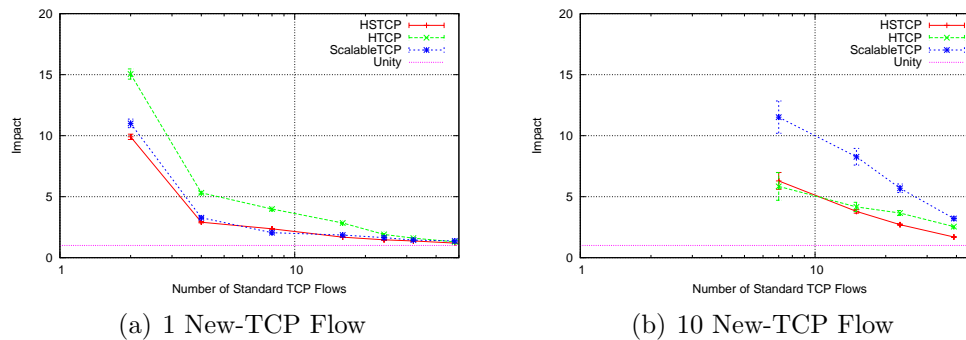 20
15
10
5
0
1
10
Impact
Number of Standard TCP Flows
HSTCP
HTCP
ScalableTCP
Unity
(a) 1 New-TCP Flow
20
15
10
5
0
1
10
Impact
Number of Standard TCP Flows
HSTCP
HTCP
ScalableTCP
Unity
(b) 10 New-TCP Flow